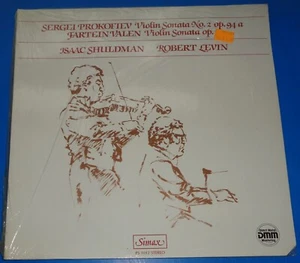 SERGEI PROKOFIEV Violin Sonata No. 2 op. 94 a
FARTEIN VALEN Violin Sonata op.
ISAAC SHULDMAN ROBERT LEVIN
Simax
DMM